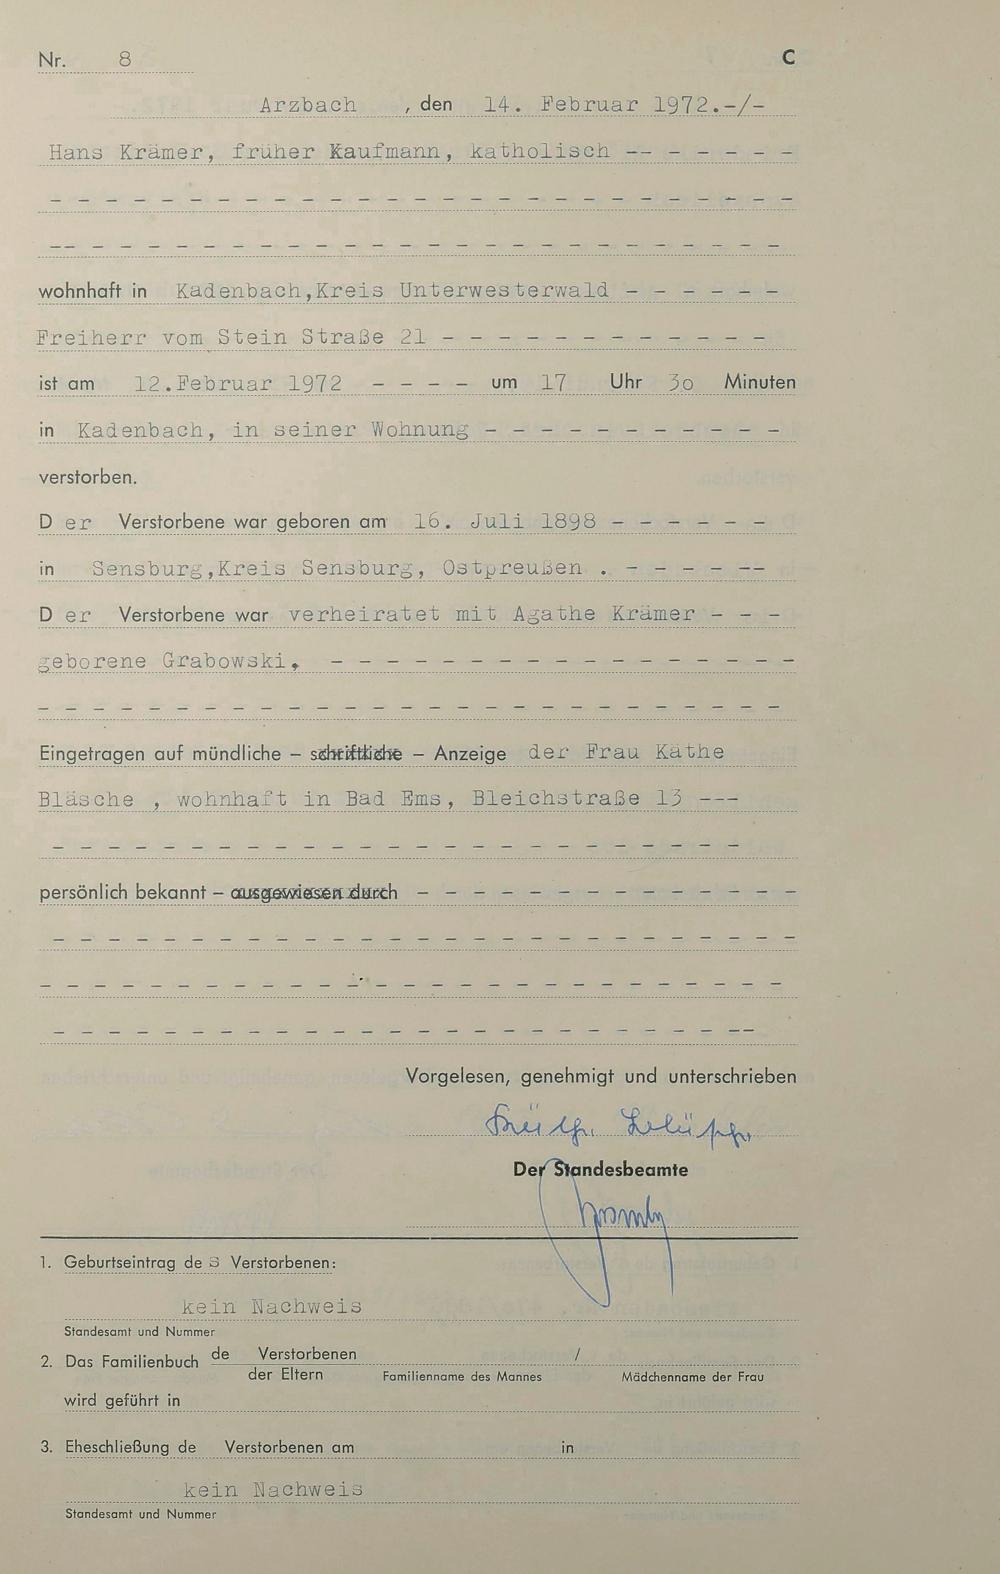 Nr. 8 C
Arzbach , den 14. Februar 1972.-/-
Hans Krämer, früher Kaufmann, katholisch -- - - - - -
- - - - - - - - - - - - - - - - - - - - - - - - - - -
-- - - - - - - - - - - - - - - - - - - - - - - - - -
wohnhaft in Kadenbach,Kreis Unterwesterwald - - - - - -
Freiherr vom Stein Straße 21 - - - - - - - - - - - - -
ist am 12.Februar 1972 - - - - um 17 Uhr 3o Minuten
in Kadenbach, in seiner Wohnung - - - - - - - - - - -
verstorben.
D er Verstorbene war geboren am 16. Juli 1898 - - - - - -
in Sensburg,Kreis Sensburg, Ostpreußen . - - - - --
D er Verstorbene war verheiratet mit Agathe Krämer - - -
geborene Grabowski. - - - - - - - - - - - - - - - - -
- - - - - - - - - - - - - - - - - - - - - - - - - - -
Eingetragen auf mündliche – schriftliche – Anzeige der Frau Käthe
Bläsche , wohnhaft in Bad Ems, Bleichstraße 13 ---
- - - - - - - - - - - - - - - - - - - - - - - - -
persönlich bekannt – ausgewiesen durch - - - - - - - - - - - - - -
- - - - - - - - - - - - - - - - - - - - - - - - - - -
- - - - - - - - - - - - - - - - - - - - - - - - - - -
- - - - - - - - - - - - - - - - - - - - - - - - --
Vorgelesen, genehmigt und unterschrieben
Der Standesbeamte
1. Geburtseintrag de s Verstorbenen:
kein Nachweis
Standesamt und Nummer
2. Das Familienbuch de Verstorbenen /
der Eltern Familienname des Mannes Mädchenname der Frau
wird geführt in
3. Eheschließung de Verstorbenen am in
kein Nachweis
Standesamt und Nummer